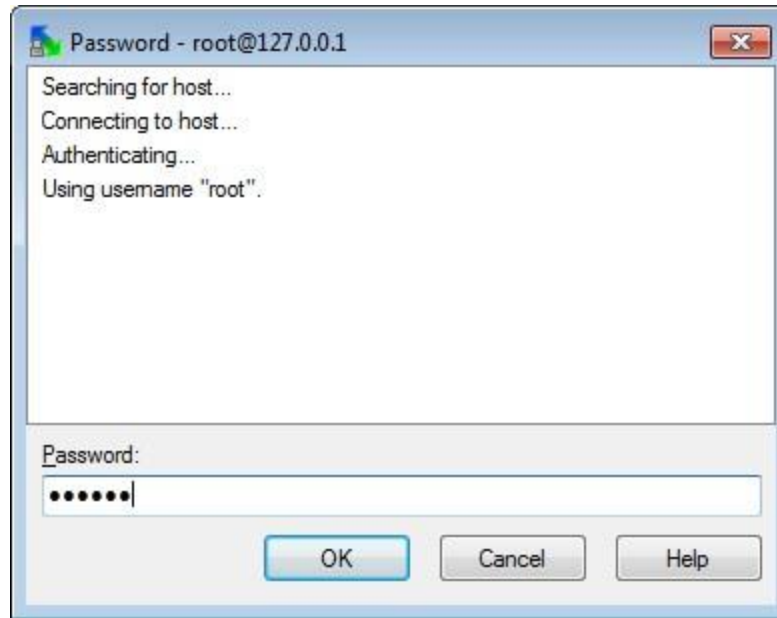 Password - root@127.0.0.1
Searching for host...
Connecting to host...
Authenticating...
Using username "root".
Password:
●●●●●●
OK Cancel Help